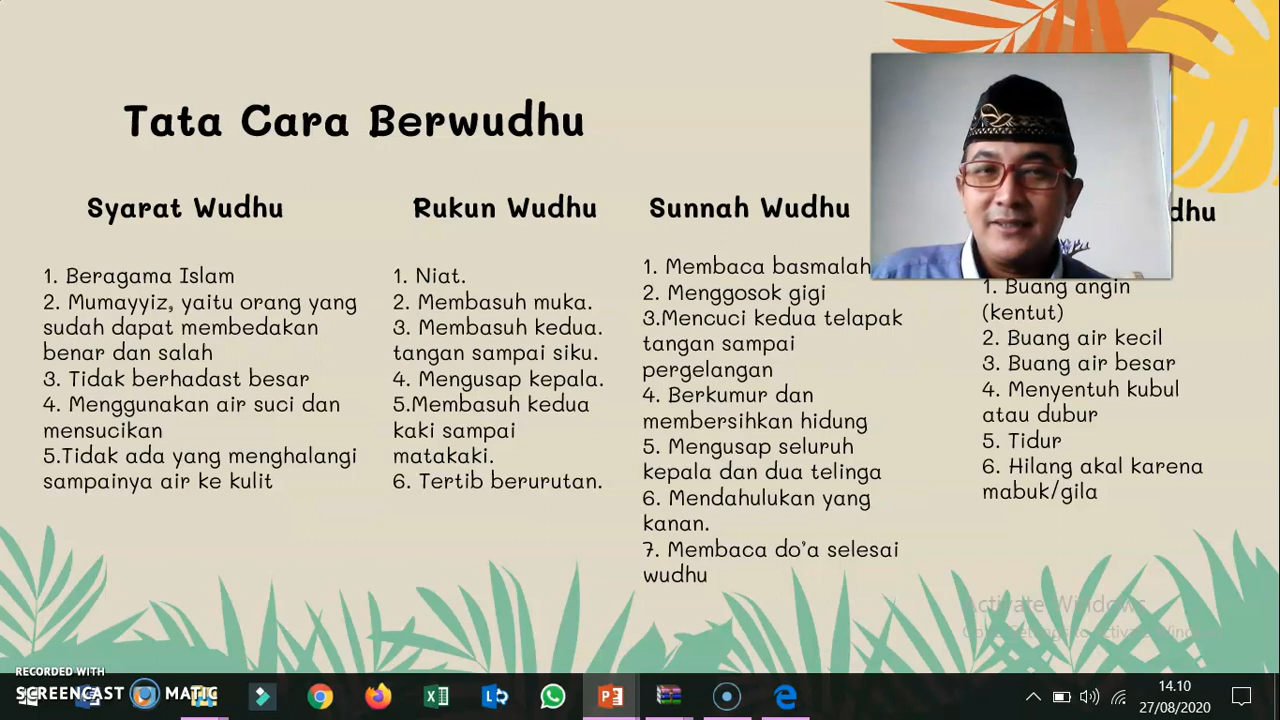 Tata Cara Berwudhu
Syarat Wudhu
1. Beragama Islam
2. Mumayyiz, yaitu orang yang
sudah dapat membedakan
benar dan salah
3. Tidak berhadast besar
4. Menggunakan air suci dan
mensucikan
5.Tidak ada yang menghalangi
sampainya air ke kulit
Rukun Wudhu
1. Niat.
2. Membasuh muka.
3. Membasuh kedua.
tangan sampai siku.
4. Mengusap kepala.
5.Membasuh kedua
kaki sampai
matakaki.
6. Tertib berurutan.
Sunnah Wudhu
1. Membaca basmalah
2. Menggosok gigi
3.Mencuci kedua telapak
tangan sampai
pergelangan
4. Berkumur dan
membersihkan hidung
5. Mengusap seluruh
kepala dan dua telinga
6. Mendahulukan yang
kanan.
7. Membaca do'a selesai
wudhu
dhu
1. Buang angin
(kentut)
2. Buang air kecil
3. Buang air besar
4. Menyentuh kubul
atau dubur
5. Tidur
6. Hilang akal karena
mabuk/gila
Activate Windows
RECORDED WITH
SCREENCAST MATIC
14.10
27/08/2020